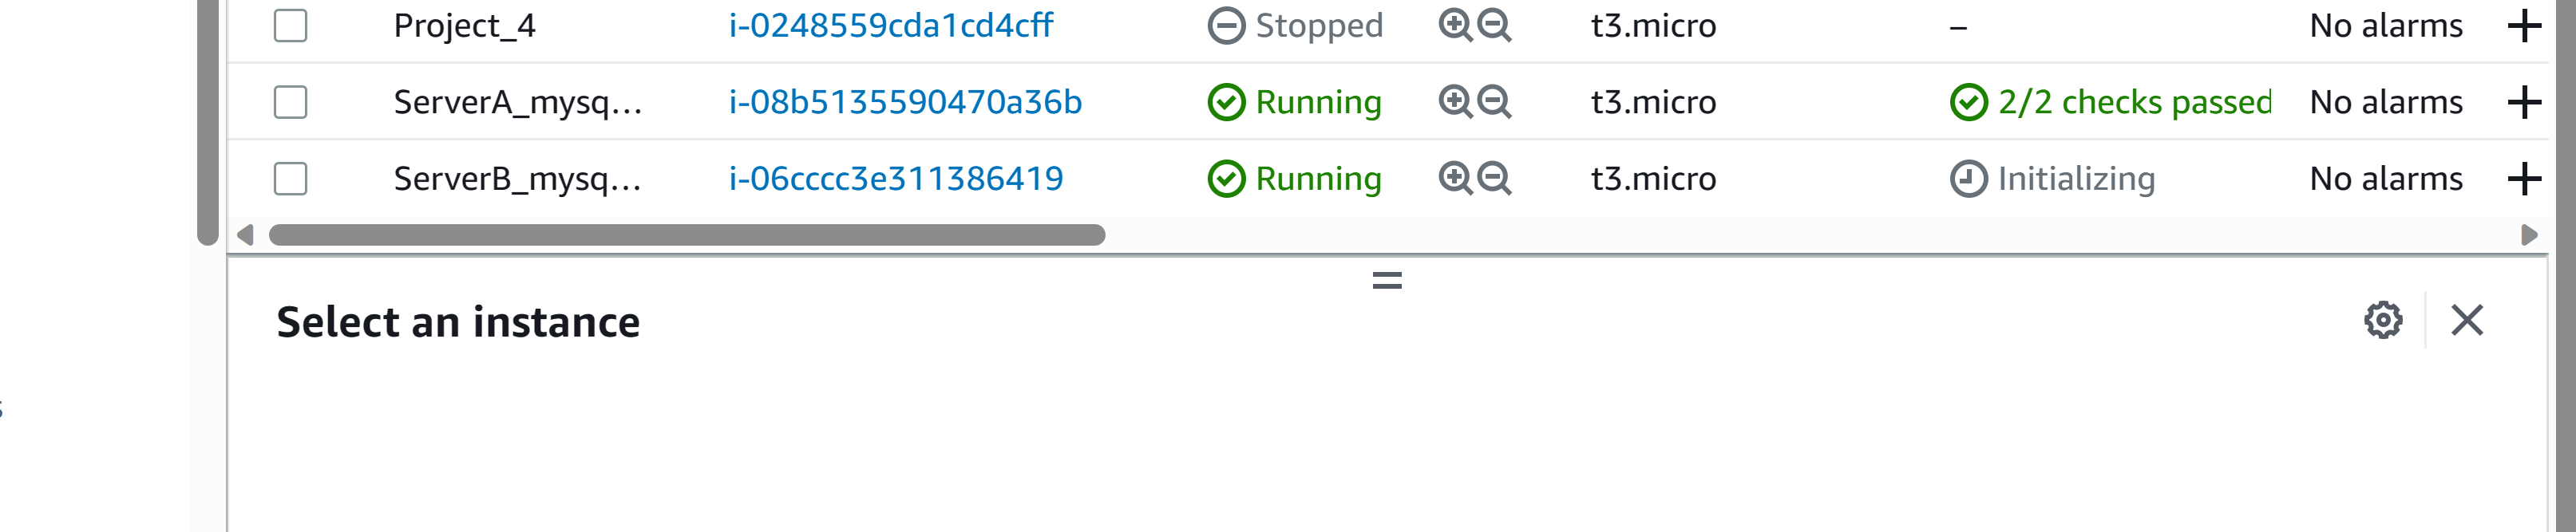 Project_4 i-0248559cda1cd4cff Stopped t3.micro – No alarms +
ServerA_mysq... i-08b5135590470a36b Running t3.micro 2/2 checks passed No alarms +
ServerB_mysq... i-06cccc3e311386419 Running t3.micro Initializing No alarms +
Select an instance